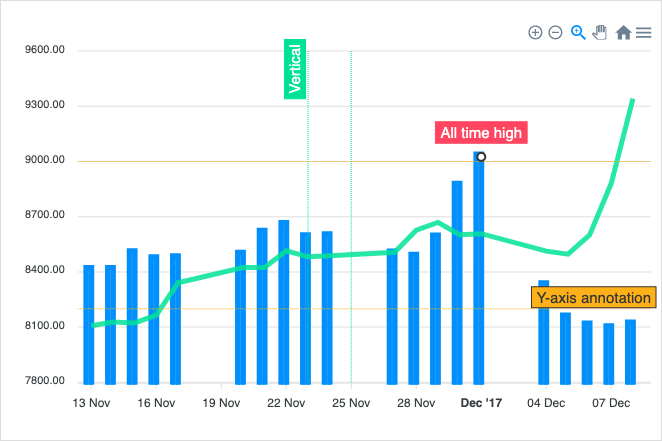 9600.00
Vertical
9300.00
All time high
9000.00
8700.00
8400.00
Y-axis annotation
8100.00
7800.00
13 Nov 16 Nov 19 Nov 22 Nov 25 Nov 28 Nov Dec '17 04 Dec 07 Dec